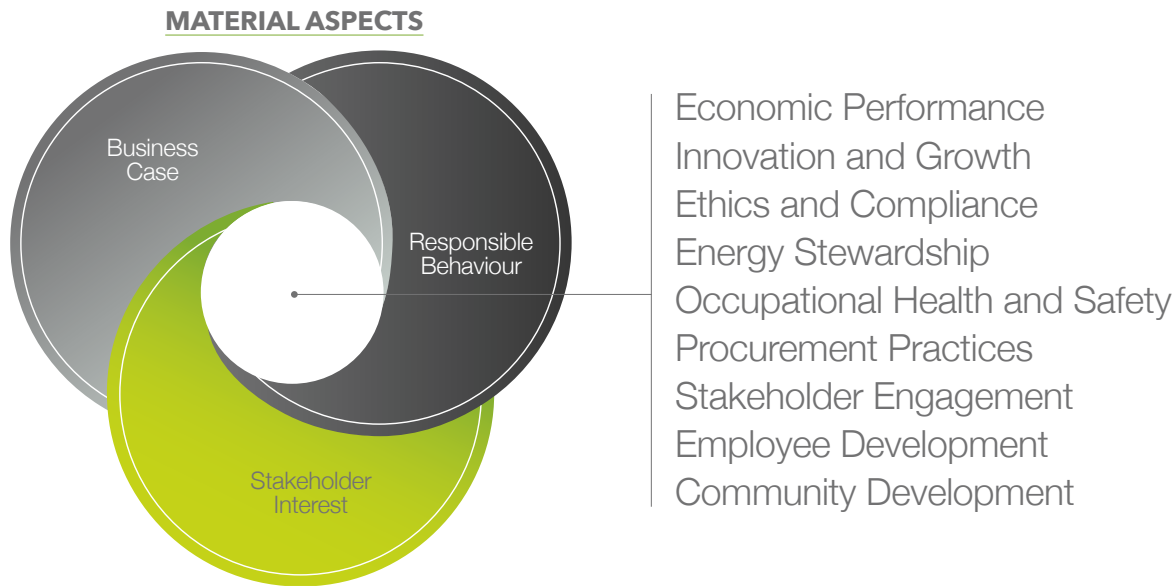 MATERIAL ASPECTS
Business
Case
Responsible
Behaviour
Stakeholder
Interest
Economic Performance
Innovation and Growth
Ethics and Compliance
Energy Stewardship
Occupational Health and Safety
Procurement Practices
Stakeholder Engagement
Employee Development
Community Development